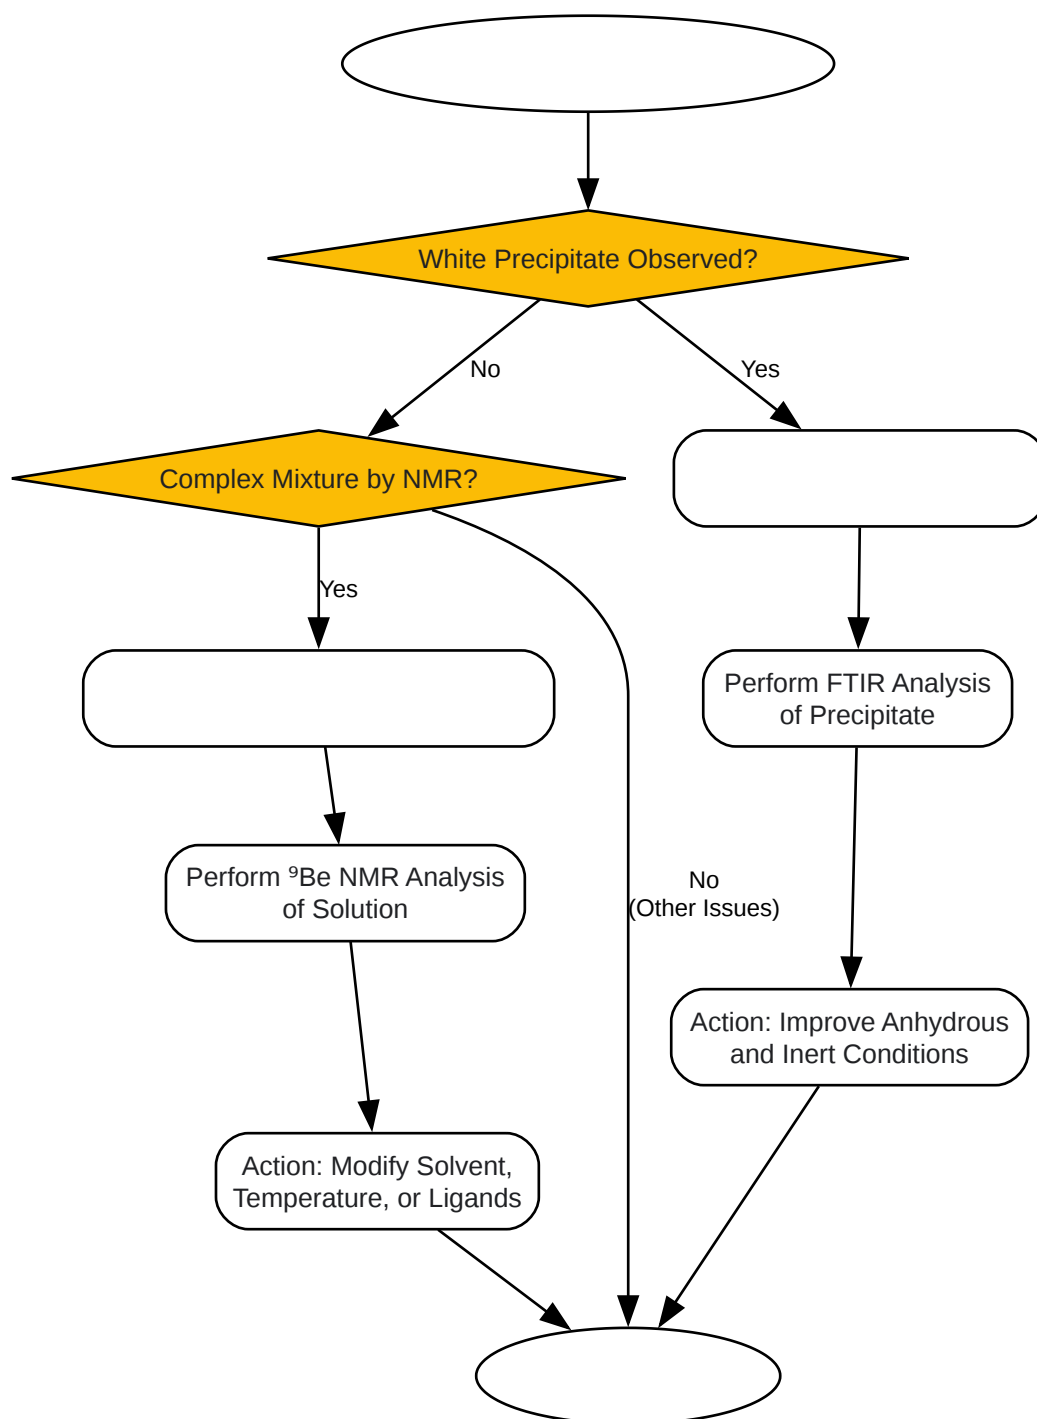 White Precipitate Observed?
No
Yes
Complex Mixture by NMR?
Yes
Perform FTIR Analysis
of Precipitate
Perform ⁹Be NMR Analysis
of Solution
No
(Other Issues)
Action: Improve Anhydrous
and Inert Conditions
Action: Modify Solvent,
Temperature, or Ligands